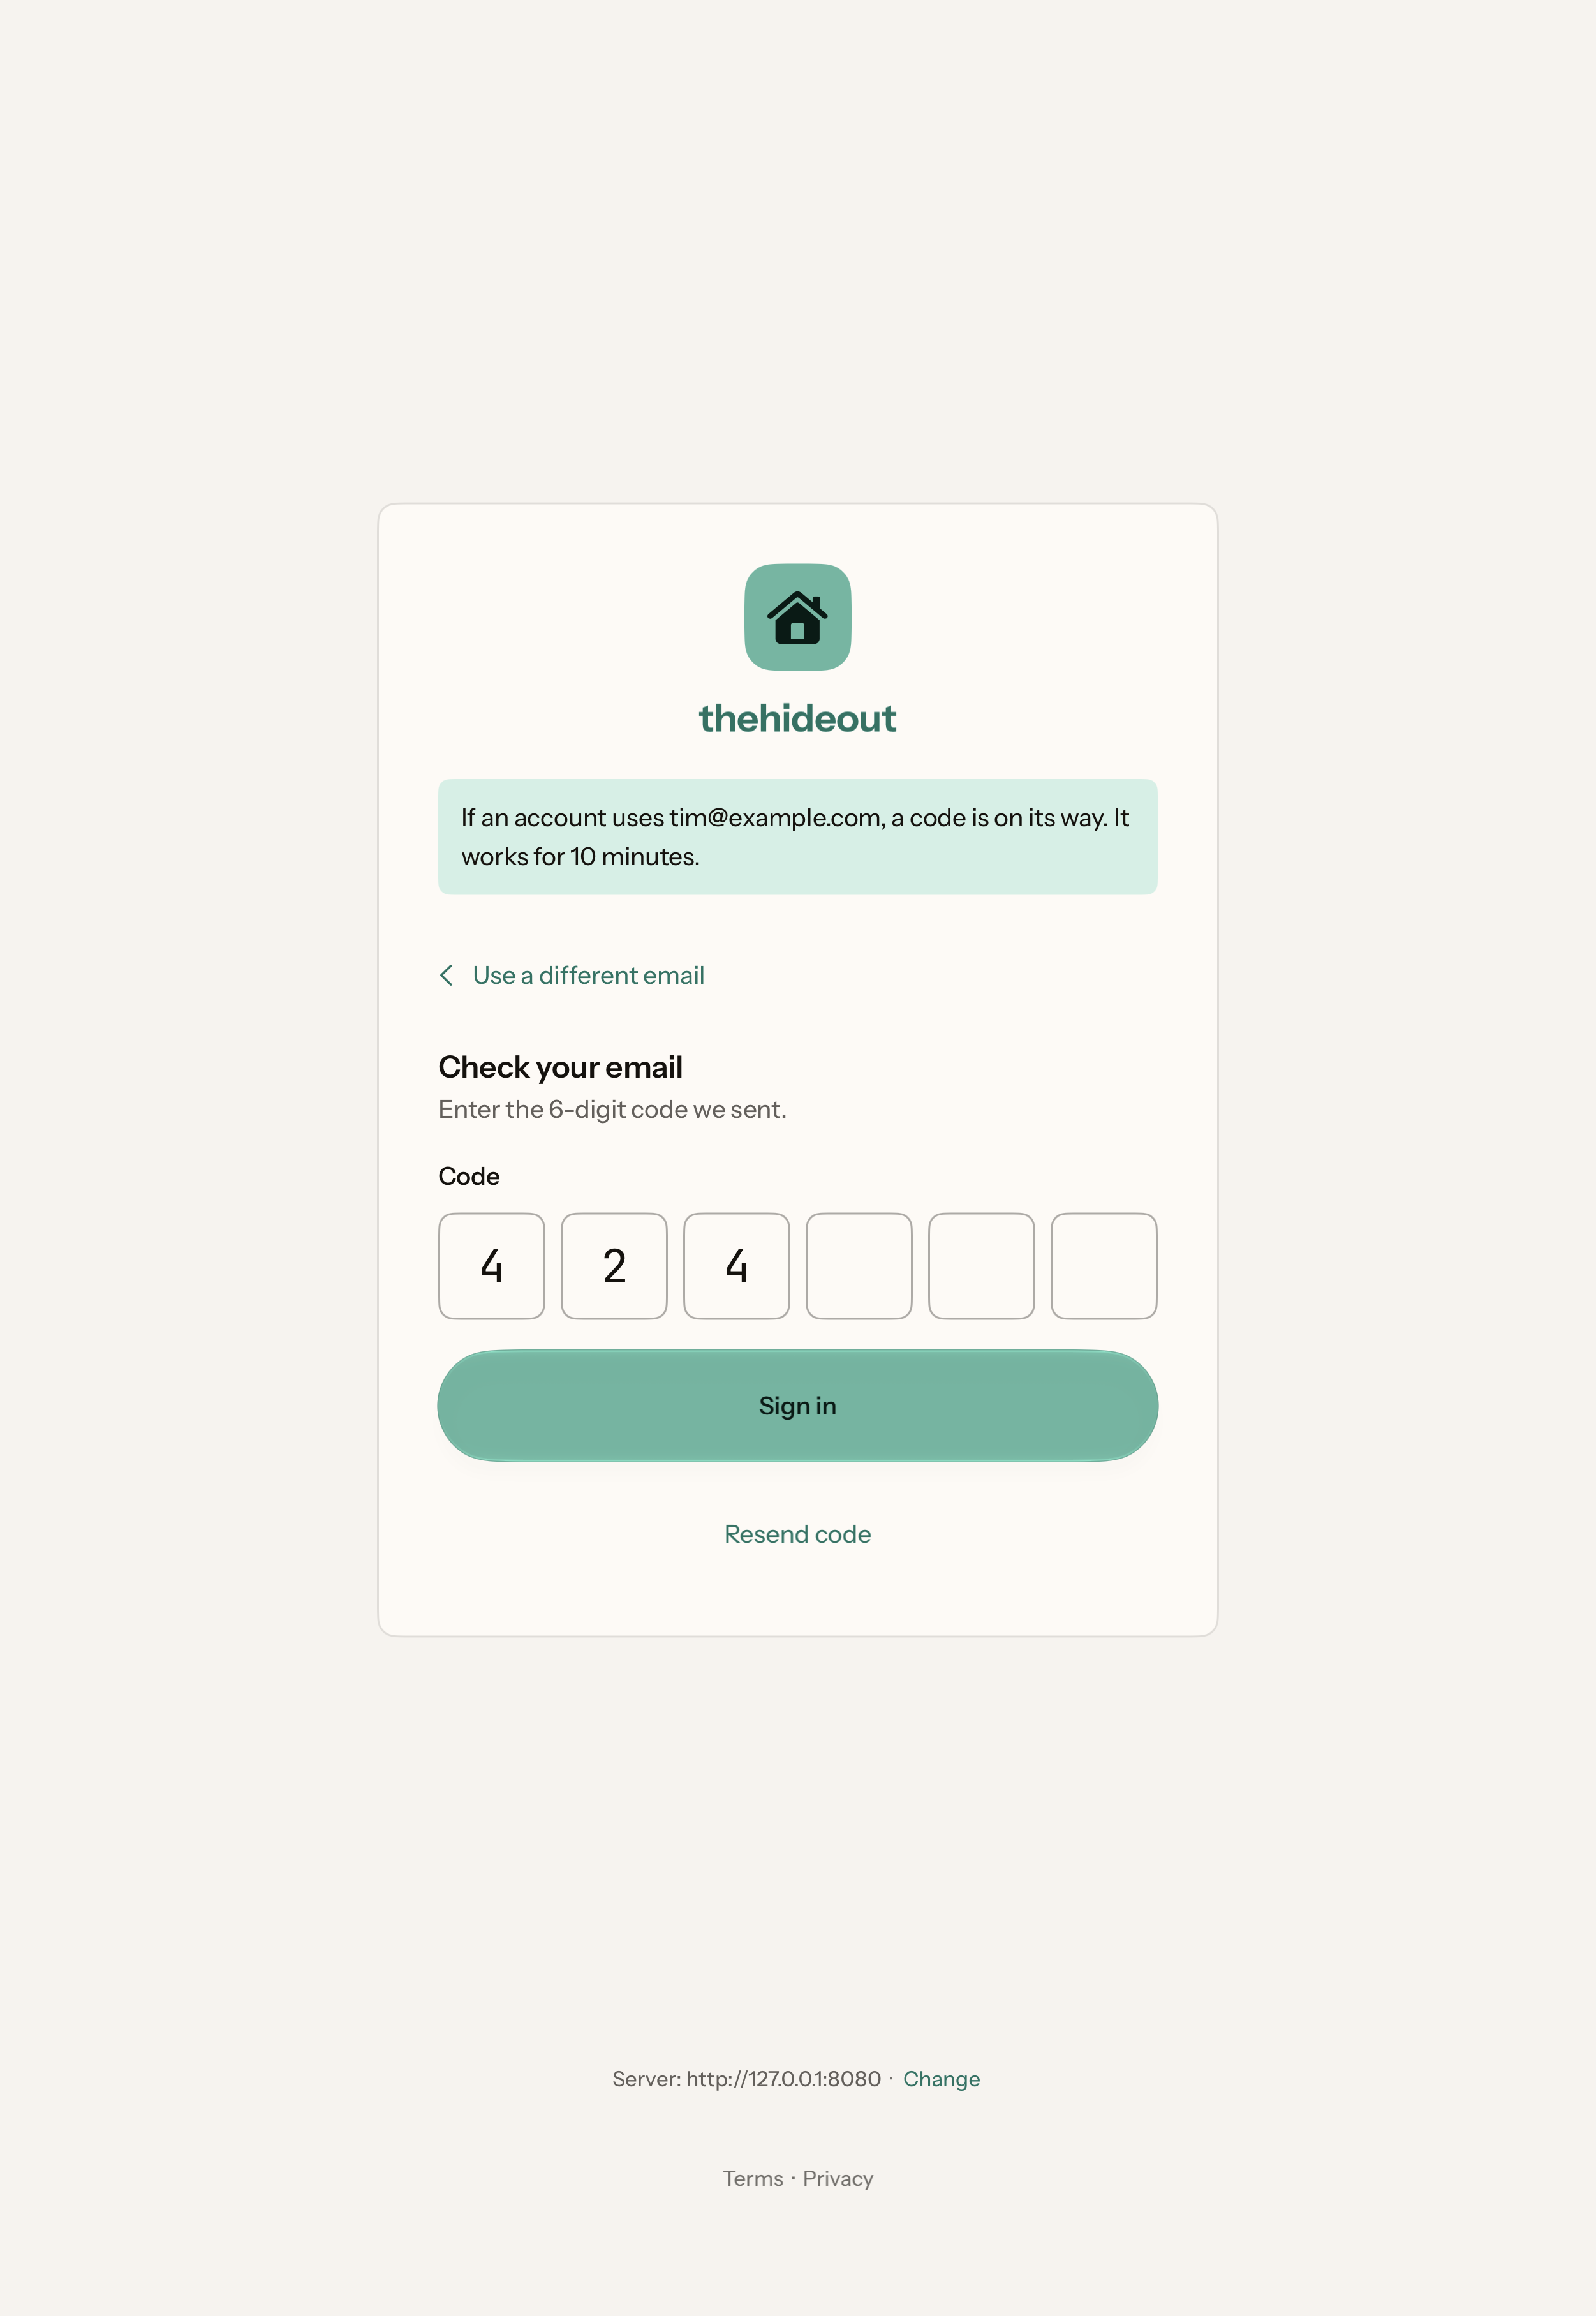 thehideout
If an account uses tim@example.com, a code is on its way. It
works for 10 minutes.
Use a different email
Check your email
Enter the 6-digit code we sent.
Code
4 2 4
Sign in
Resend code
Server: http://127.0.0.1:8080 · Change
Terms · Privacy